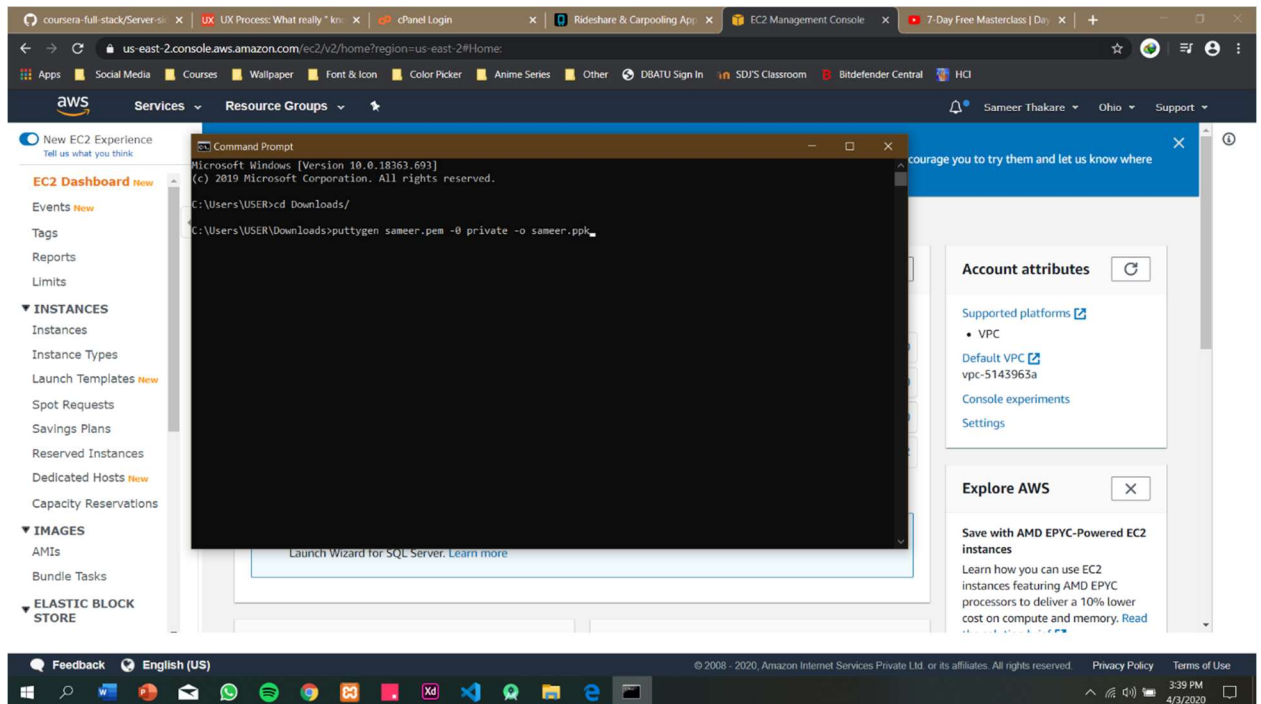 coursera-full-stack/Server-sic
UX Process: What really " kno
cPanel Login
Rideshare & Carpooling App
EC2 Management Console
7-Day Free Masterclass | Day
us-east-2.console.aws.amazon.com/ec2/v2/home?region=us-east-2#Home:
Apps Social Media Courses Wallpaper Font & Icon Color Picker Anime Series Other DBATU Sign In SDJ'S Classroom Bitdefender Central HCI
aws Services Resource Groups Sameer Thakare Ohio Support
New EC2 Experience
Tell us what you think
EC2 Dashboard New
Events New
Tags
Reports
Limits
INSTANCES
Instances
Instance Types
Launch Templates New
Spot Requests
Savings Plans
Reserved Instances
Dedicated Hosts New
Capacity Reservations
IMAGES
AMIs
Bundle Tasks
ELASTIC BLOCK
STORE
Command Prompt
Microsoft Windows [Version 10.0.18363.693]
(c) 2019 Microsoft Corporation. All rights reserved.
C:\Users\USER>cd Downloads/
C:\Users\USER\Downloads>puttygen sameer.pem -0 private -o sameer.ppk_
courage you to try them and let us know where
Launch Wizard for SQL Server. Learn more
Account attributes
Supported platforms
• VPC
Default VPC
vpc-5143963a
Console experiments
Settings
Explore AWS
Save with AMD EPYC-Powered EC2
instances
Learn how you can use EC2
instances featuring AMD EPYC
processors to deliver a 10% lower
cost on compute and memory. Read
Feedback English (US) © 2008 - 2020, Amazon Internet Services Private Ltd. or its affiliates. All rights reserved. Privacy Policy Terms of Use
3:39 PM
4/3/2020